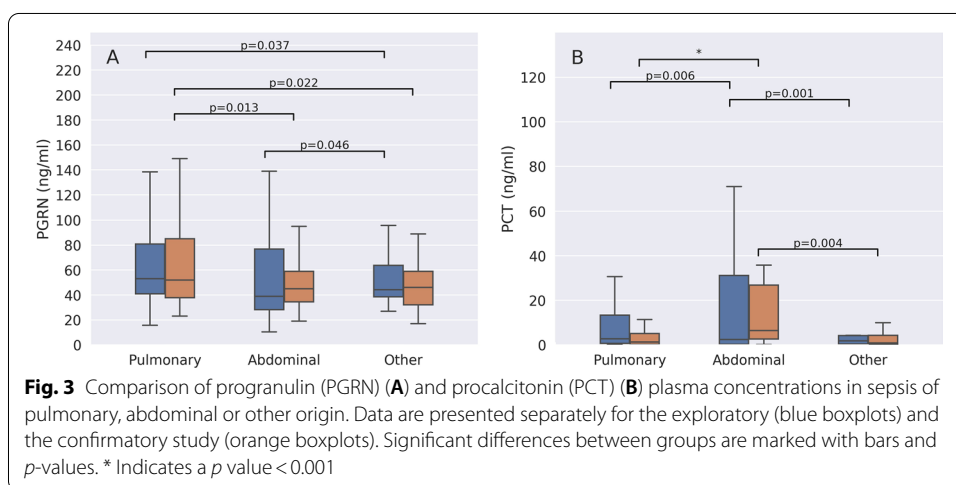 A
240
220
200
180
160
140
120
100
80
60
40
20
0
PGRN (ng/ml)
p=0.037
p=0.022
p=0.013
p=0.046
Pulmonary Abdominal Other
B
120
100
80
60
40
20
0
PCT (ng/ml)
*
p=0.006
p=0.001
p=0.004
Pulmonary Abdominal Other
Fig. 3 Comparison of progranulin (PGRN) (A) and procalcitonin (PCT) (B) plasma concentrations in sepsis of
pulmonary, abdominal or other origin. Data are presented separately for the exploratory (blue boxplots) and
the confirmatory study (orange boxplots). Significant differences between groups are marked with bars and
p-values. * Indicates a p value < 0.001